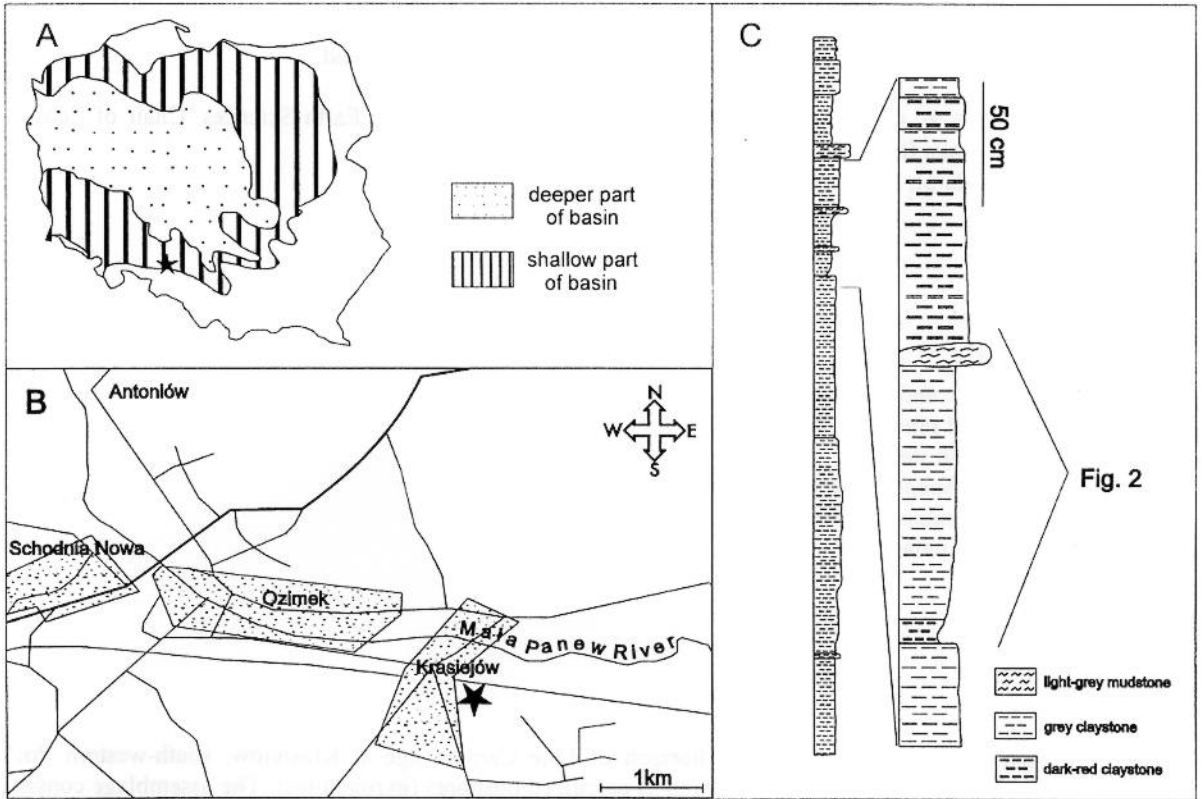 A
deeper part
of basin
shallow part
of basin
B
Antoniów
N
W E
S
Schodnia Nowa
Ozimek
Mała Panew River
Krasiejów
1km
C
50 cm
Fig. 2
light-grey mudstone
grey claystone
dark-red claystone